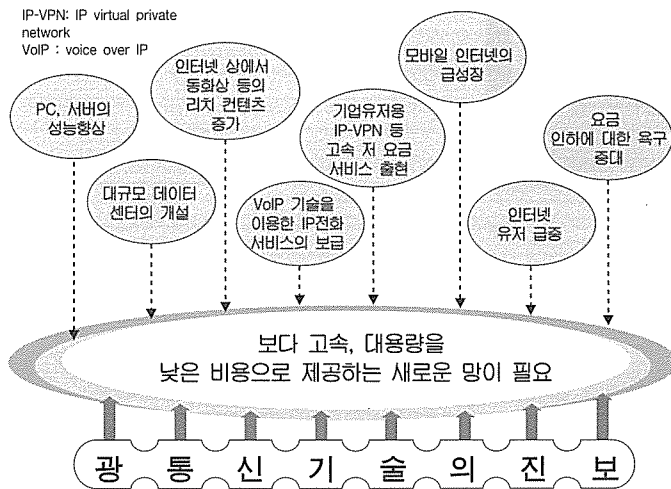 IP-VPN: IP virtual private
network
VoIP : voice over IP
PC, 서버의
성능향상
대규모 데이터
센터의 개설
인터넷 상에서
동화상 등의
리치 컨텐츠
증가
VoIP 기술을
이용한 IP전화
서비스의 보급
기업유저용
IP-VPN 등
고속 저 요금
서비스 출현
모바일 인터넷의
급성장
인터넷
유저 급증
요금
인하에 대한 욕구
증대
보다 고속, 대용량을
낮은 비용으로 제공하는 새로운 망이 필요
광통신기술의진보